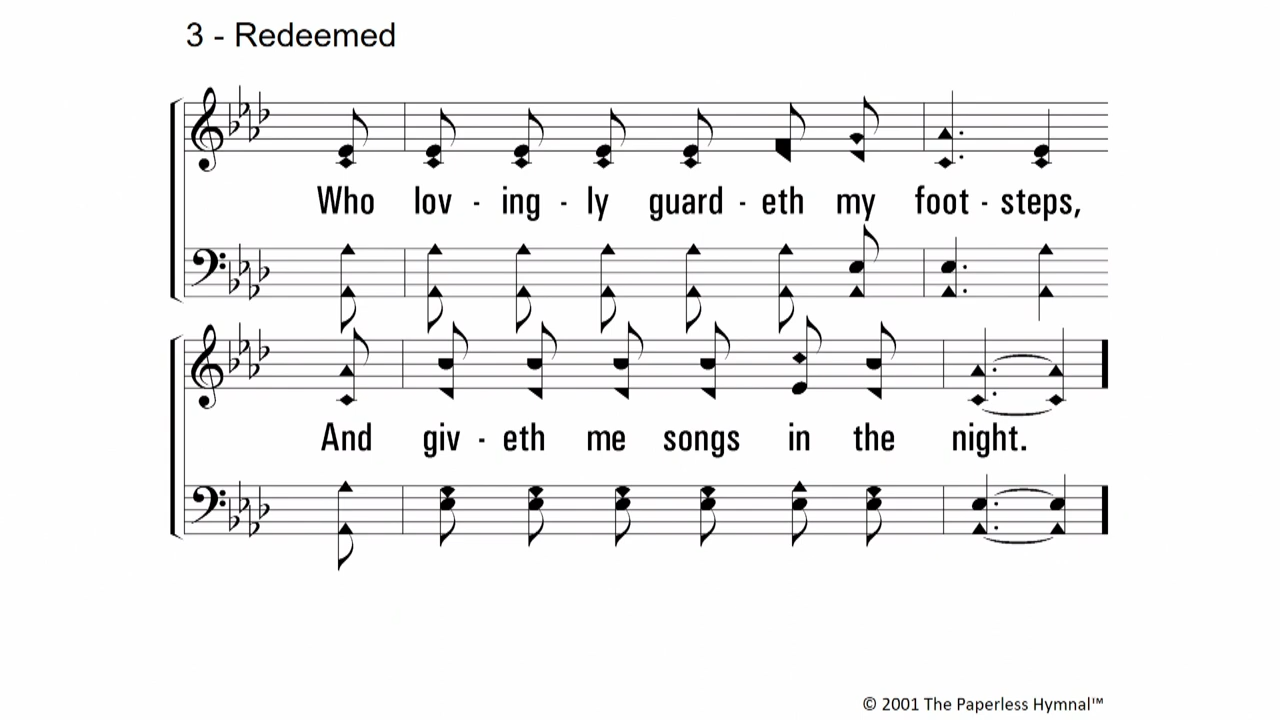 3 - Redeemed
Who lov - ing - ly guard - eth my foot - steps,
And giv - eth me songs in the night.
© 2001 The Paperless Hymnal™